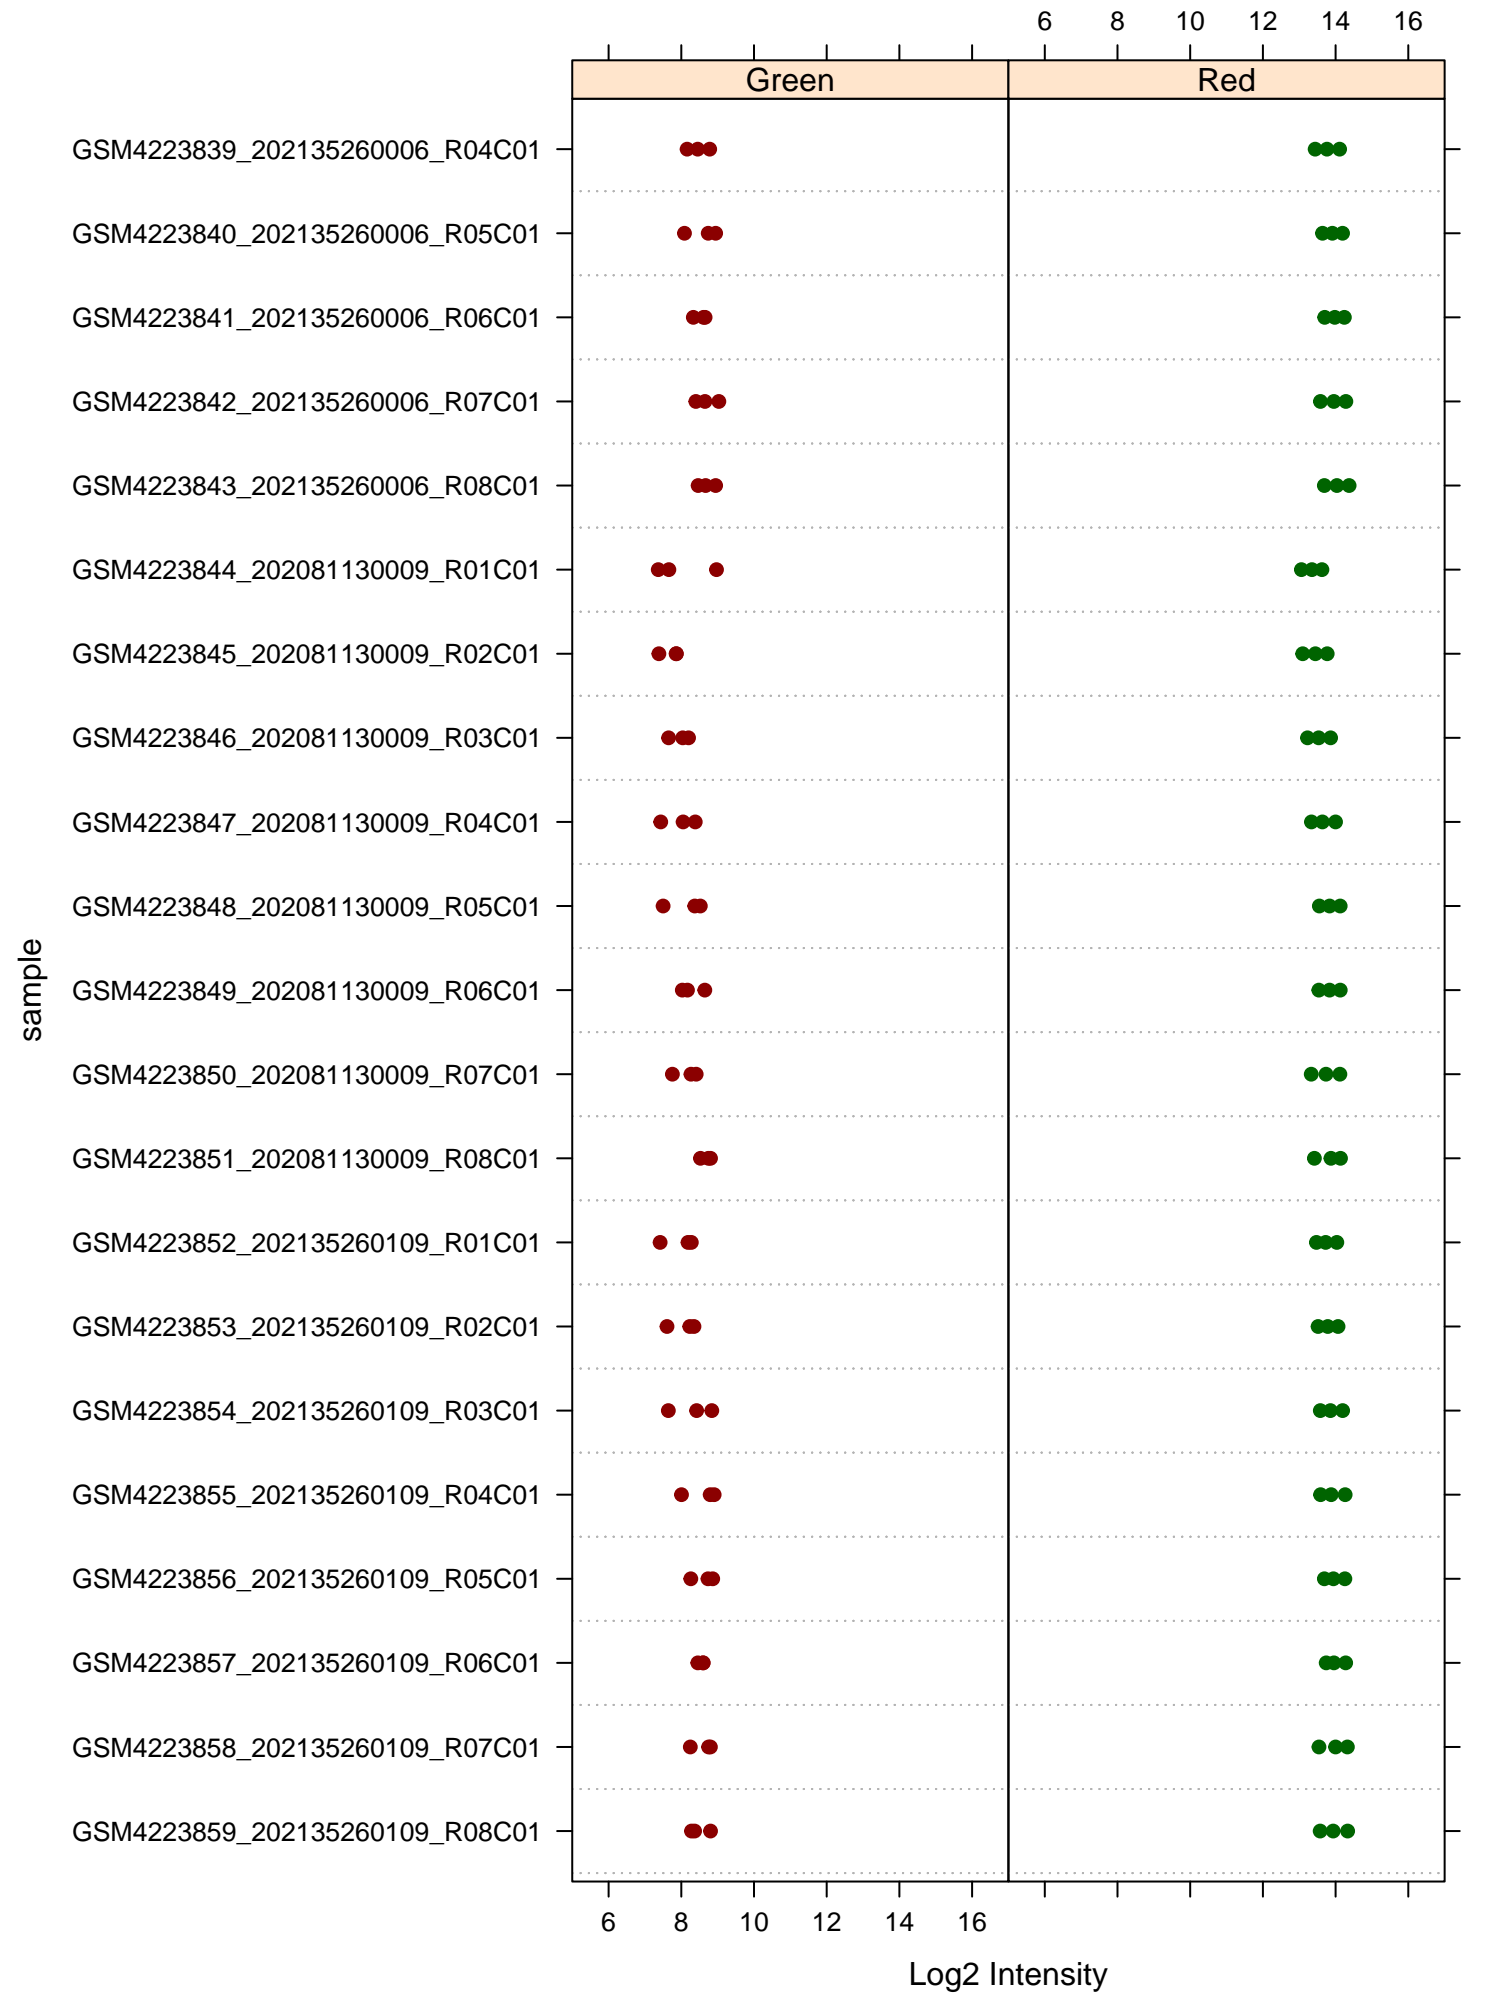 6 8 10 12 14 16
Green Red
GSM4223839_202135260006_R04C01
GSM4223840_202135260006_R05C01
GSM4223841_202135260006_R06C01
GSM4223842_202135260006_R07C01
GSM4223843_202135260006_R08C01
GSM4223844_202081130009_R01C01
GSM4223845_202081130009_R02C01
GSM4223846_202081130009_R03C01
GSM4223847_202081130009_R04C01
GSM4223848_202081130009_R05C01
GSM4223849_202081130009_R06C01
GSM4223850_202081130009_R07C01
GSM4223851_202081130009_R08C01
GSM4223852_202135260109_R01C01
GSM4223853_202135260109_R02C01
GSM4223854_202135260109_R03C01
GSM4223855_202135260109_R04C01
GSM4223856_202135260109_R05C01
GSM4223857_202135260109_R06C01
GSM4223858_202135260109_R07C01
GSM4223859_202135260109_R08C01
sample
6 8 10 12 14 16
Log2 Intensity